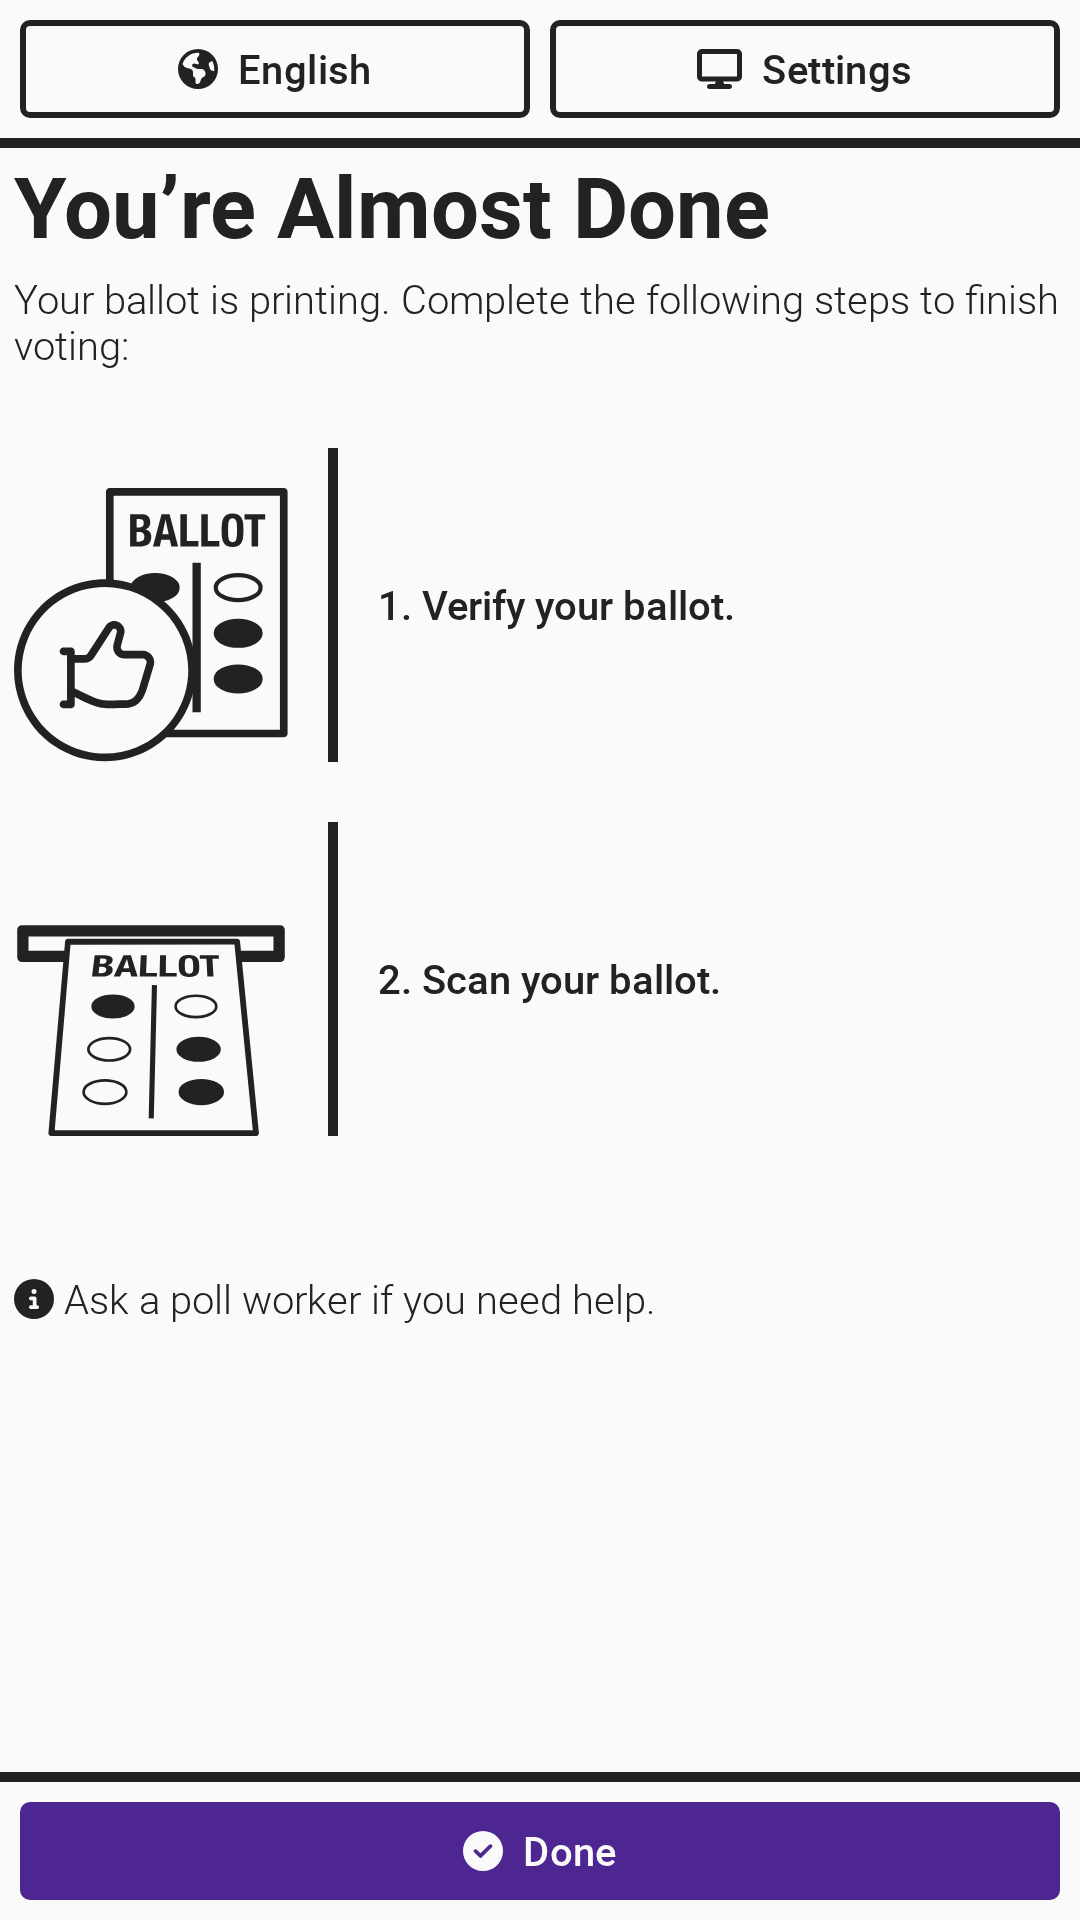 English
Settings
You’re Almost Done
Your ballot is printing. Complete the following steps to finish
voting:
BALLOT
1. Verify your ballot.
BALLOT
2. Scan your ballot.
Ask a poll worker if you need help.
Done